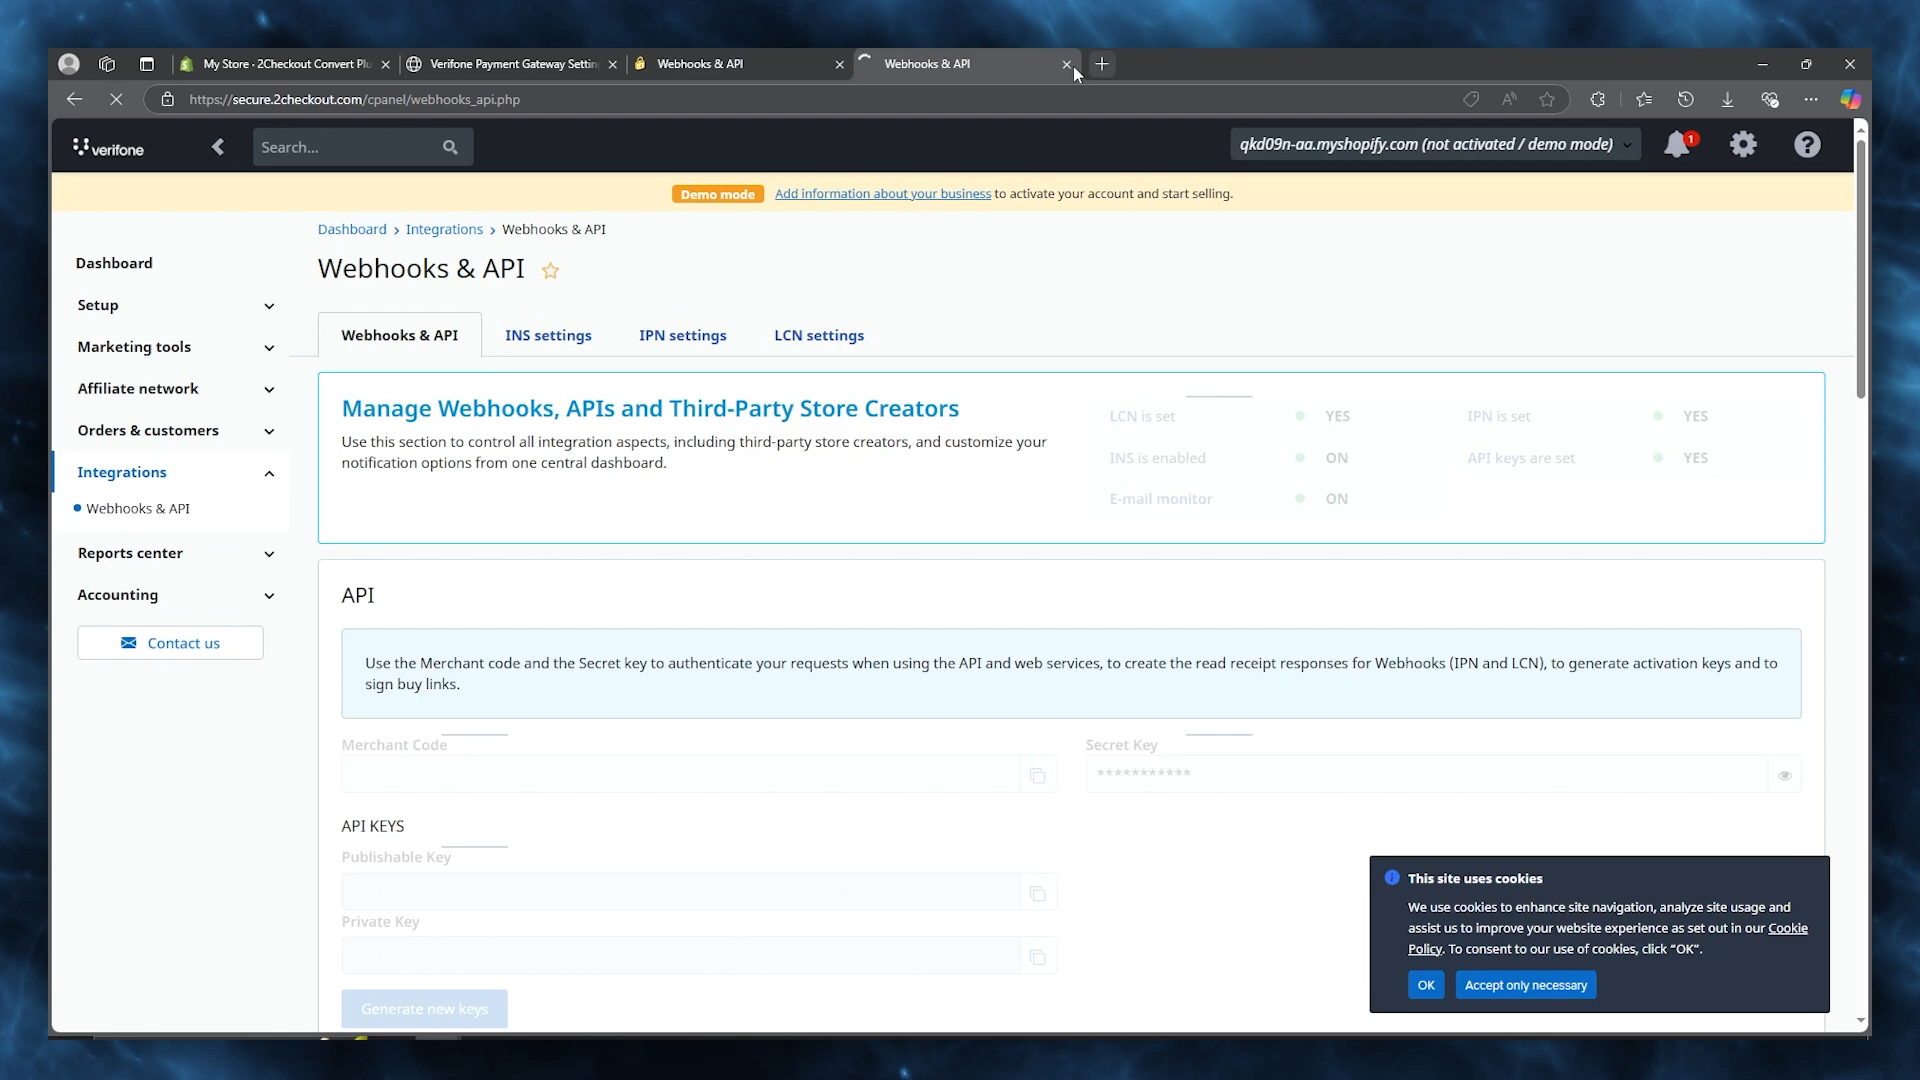 My Store · 2Checkout Convert Plu
Verifone Payment Gateway Settin
Webhooks & API
Webhooks & API
https://secure.2checkout.com/cpanel/webhooks_api.php
verifone
Search...
qkd09n-aa.myshopify.com (not activated / demo mode)
1
Demo mode
Add information about your business to activate your account and start selling.
Dashboard
Setup
Marketing tools
Affiliate network
Orders & customers
Integrations
Webhooks & API
Reports center
Accounting
Contact us
Dashboard › Integrations › Webhooks & API
Webhooks & API
Webhooks & API
INS settings
IPN settings
LCN settings
Manage Webhooks, APIs and Third-Party Store Creators
Use this section to control all integration aspects, including third-party store creators, and customize your
notification options from one central dashboard.
LCN is set YES
IPN is set YES
INS is enabled ON
API keys are set YES
E-mail monitor ON
API
Use the Merchant code and the Secret key to authenticate your requests when using the API and web services, to create the read receipt responses for Webhooks (IPN and LCN), to generate activation keys and to
sign buy links.
Merchant Code
Secret Key
***********
API KEYS
Publishable Key
Private Key
Generate new keys
This site uses cookies
We use cookies to enhance site navigation, analyze site usage and
assist us to improve your website experience as set out in our Cookie
Policy. To consent to our use of cookies, click "OK".
OK
Accept only necessary